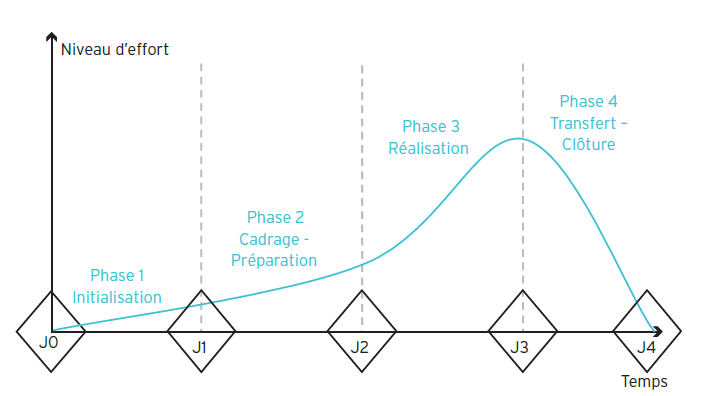 Niveau d'effort
Phase 1
Initialisation
Phase 2
Cadrage -
Préparation
Phase 3
Réalisation
Phase 4
Transfert –
Clôture
J0
J1
J2
J3
J4
Temps